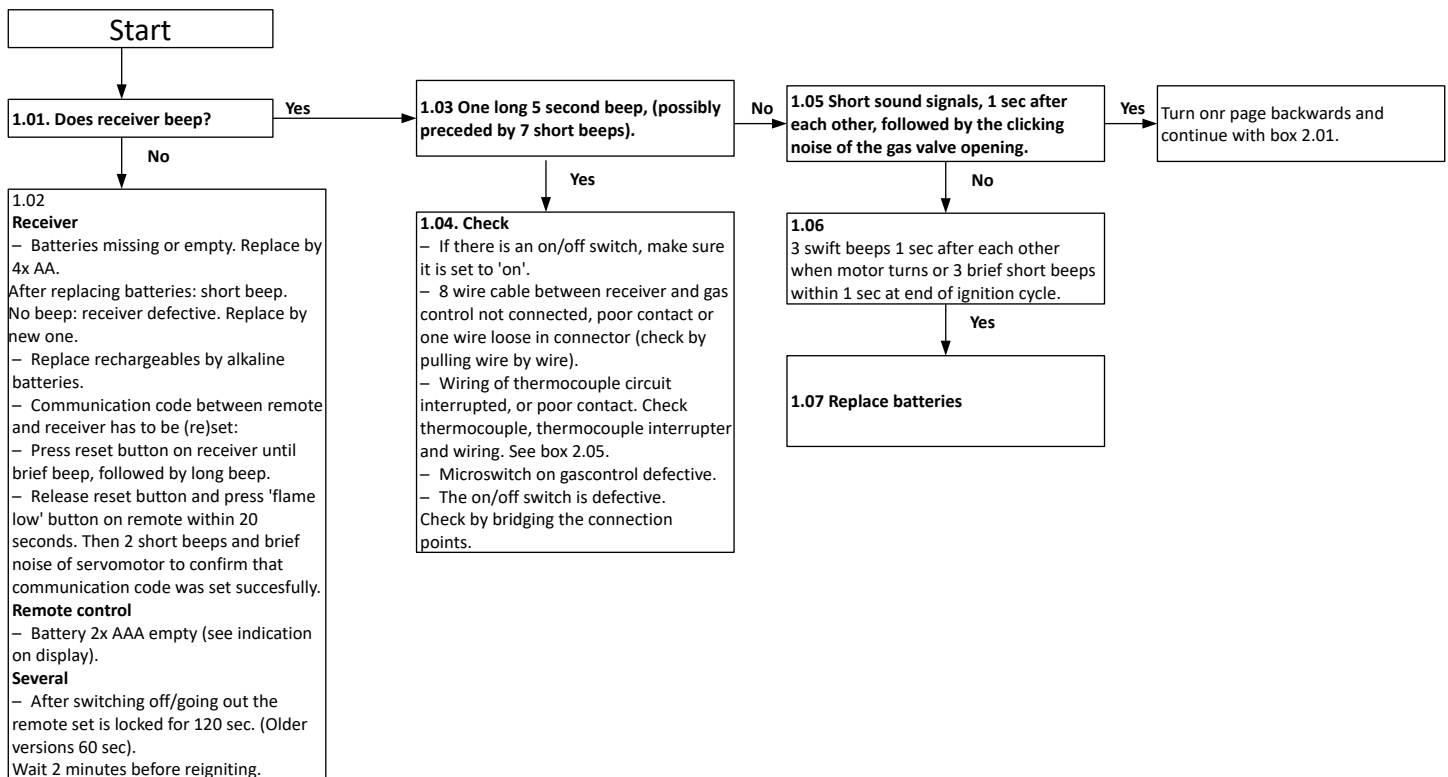 Start
1.01. Does receiver beep?
Yes
No
1.02
Receiver
– Batteries missing or empty. Replace by
4x AA.
After replacing batteries: short beep.
No beep: receiver defective. Replace by
new one.
– Replace rechargeables by alkaline
batteries.
– Communication code between remote
and receiver has to be (re)set:
– Press reset button on receiver until
brief beep, followed by long beep.
– Release reset button and press 'flame
low' button on remote within 20
seconds. Then 2 short beeps and brief
noise of servomotor to confirm that
communication code was set succesfully.
Remote control
– Battery 2x AAA empty (see indication
on display).
Several
– After switching off/going out the
remote set is locked for 120 sec. (Older
versions 60 sec).
Wait 2 minutes before reigniting.
1.03 One long 5 second beep, (possibly
preceded by 7 short beeps).
No
Yes
1.04. Check
– If there is an on/off switch, make sure
it is set to 'on'.
– 8 wire cable between receiver and gas
control not connected, poor contact or
one wire loose in connector (check by
pulling wire by wire).
– Wiring of thermocouple circuit
interrupted, or poor contact. Check
thermocouple, thermocouple interrupter
and wiring. See box 2.05.
– Microswitch on gascontrol defective.
– The on/off switch is defective.
Check by bridging the connection
points.
1.05 Short sound signals, 1 sec after
each other, followed by the clicking
noise of the gas valve opening.
Yes
No
Turn onr page backwards and
continue with box 2.01.
1.06
3 swift beeps 1 sec after each other
when motor turns or 3 brief short beeps
within 1 sec at end of ignition cycle.
Yes
1.07 Replace batteries